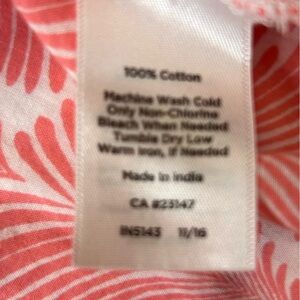 100% Cotton
Machine Wash Cold
Only Non-Chlorine
Bleach When Needed
Tumble Dry Low
Warm Iron, if Needed
Made in India
CA #25147
IN5143 11/16